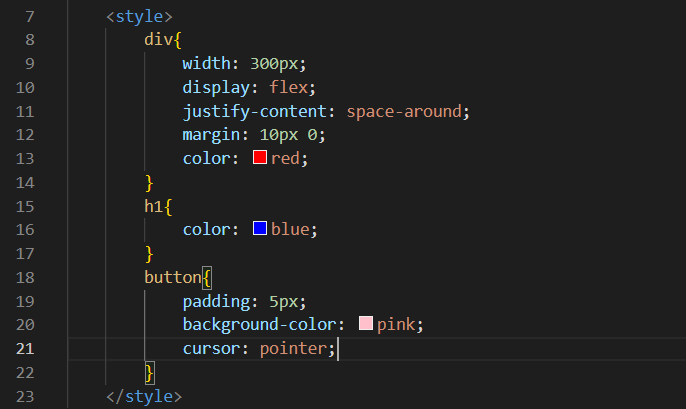 7 <style>
8 div{
9 width: 300px;
10 display: flex;
11 justify-content: space-around;
12 margin: 10px 0;
13 color: red;
14 }
15 h1{
16 color: blue;
17 }
18 button{
19 padding: 5px;
20 background-color: pink;
21 cursor: pointer;
22 }
23 </style>